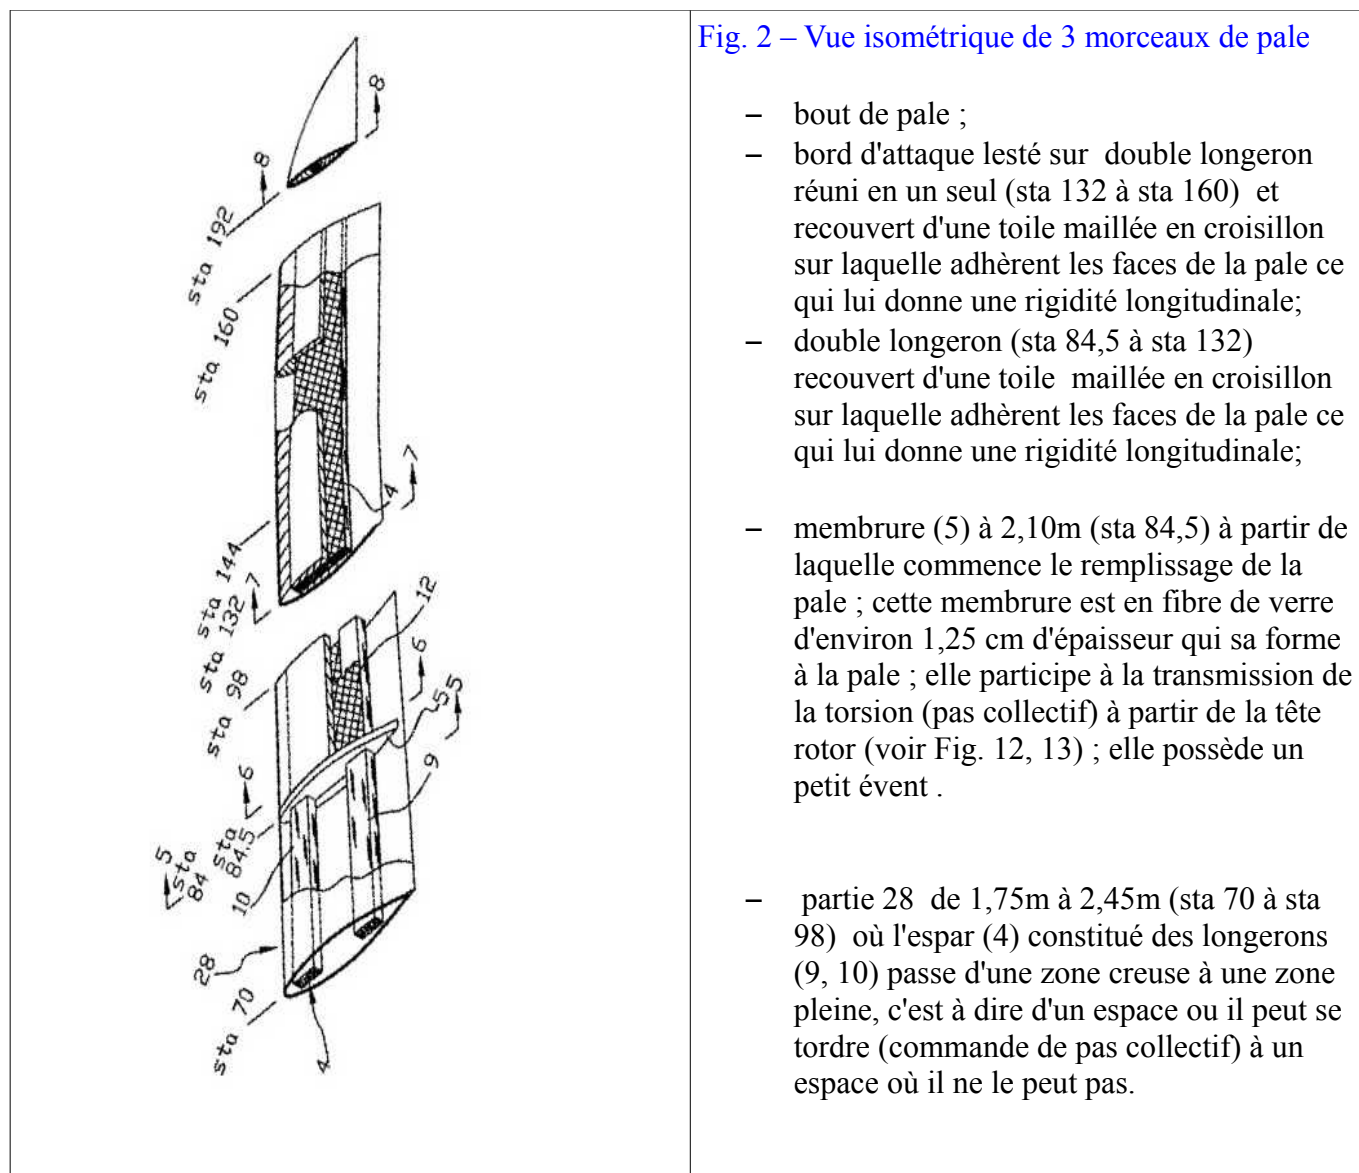 Fig. 2 – Vue isométrique de 3 morceaux de pale
– bout de pale ;
– bord d'attaque lesté sur double longeron
réuni en un seul (sta 132 à sta 160) et
recouvert d'une toile maillée en croisillon
sur laquelle adhèrent les faces de la pale ce
qui lui donne une rigidité longitudinale;
– double longeron (sta 84,5 à sta 132)
recouvert d'une toile maillée en croisillon
sur laquelle adhèrent les faces de la pale ce
qui lui donne une rigidité longitudinale;
– membrure (5) à 2,10m (sta 84,5) à partir de
laquelle commence le remplissage de la
pale ; cette membrure est en fibre de verre
d'environ 1,25 cm d'épaisseur qui sa forme
à la pale ; elle participe à la transmission de
la torsion (pas collectif) à partir de la tête
rotor (voir Fig. 12, 13) ; elle possède un
petit évent .
– partie 28 de 1,75m à 2,45m (sta 70 à sta
98) où l'espar (4) constitué des longerons
(9, 10) passe d'une zone creuse à une zone
pleine, c'est à dire d'un espace ou il peut se
tordre (commande de pas collectif) à un
espace où il ne le peut pas.
8
8
sta 192
sta 160
4
7
sta 144
7
sta 132
12
6
sta 98
5
5
9
6
sta
84,5
5
sta
84
10
28
sta 70
4